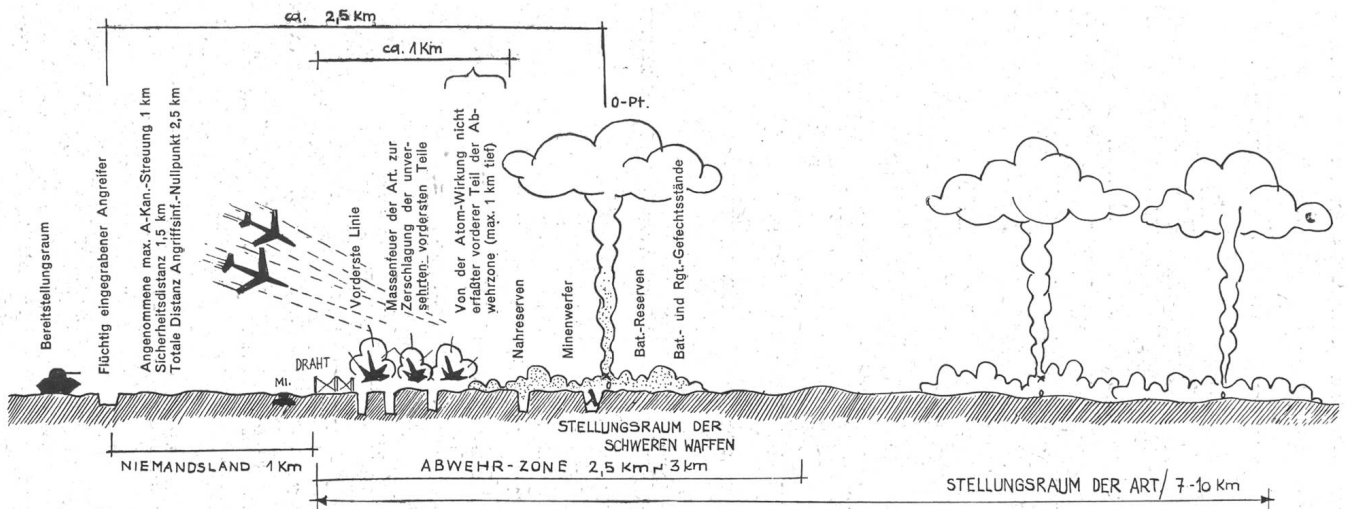 ca. 2,5 Km
ca. 1 Km
O-Pt.
Bereitstellungsraum
Flüchtig eingegrabener Angreifer
Angenommene max. A-Kan.-Streuung 1 km
Sicherheitsdistanz 1,5 km
Totale Distanz Angriffsinf.-Nullpunkt 2,5 km
Vorderste Linie
Massenfeuer der Art. zur
Zerschlagung der unver-
sehrten vordersten Teile
Von der Atom-Wirkung nicht
erfaßter vorderer Teil der Ab-
wehrzone (max. 1 km tief)
Nahreserven
Minenwerfer
Bat.-Reserven
Bat.- und Rgt.-Gefechtsstände
MI.
DRAHT
STELLUNGSRAUM DER
SCHWEREN WAFFEN
NIEMANDSLAND 1 Km
ABWEHR-ZONE 2,5 Km - 3 km
STELLUNGSRAUM DER ART/ 7-10 Km